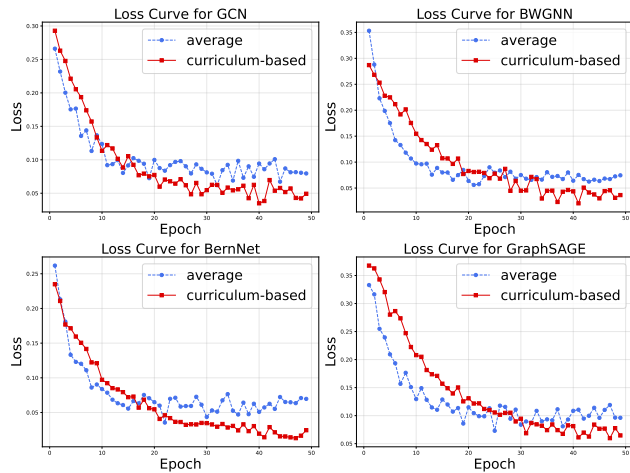 Loss Curve for GCN
average
curriculum-based
0.30
0.25
0.20
0.15
0.10
0.05
Loss
0 10 20 30 40 50
Epoch
Loss Curve for BWGNN
average
curriculum-based
0.35
0.30
0.25
0.20
0.15
0.10
0.05
Loss
0 10 20 30 40 50
Epoch
Loss Curve for BernNet
average
curriculum-based
0.25
0.20
0.15
0.10
0.05
Loss
0 10 20 30 40 50
Epoch
Loss Curve for GraphSAGE
average
curriculum-based
0.35
0.30
0.25
0.20
0.15
0.10
0.05
Loss
0 10 20 30 40 50
Epoch